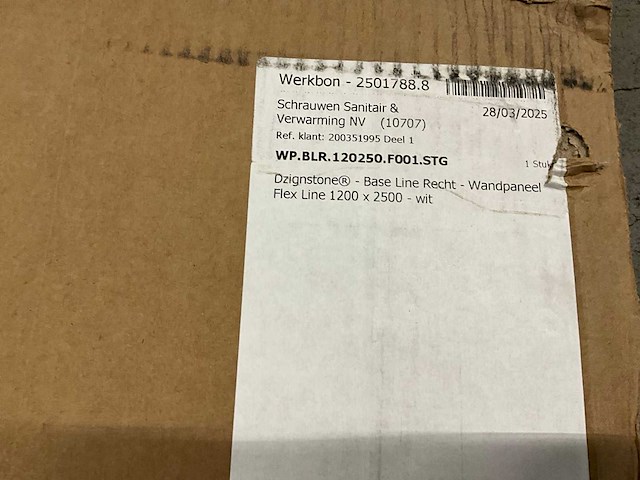 Werkbon - 2501788.8
Schrauwen Sanitair & 28/03/2025
Verwarming NV (10707)
Ref. klant: 200351995 Deel 1
WP.BLR.120250.F001.STG 1 Stuk
Dzignstone® - Base Line Recht - Wandpaneel
Flex Line 1200 x 2500 - wit